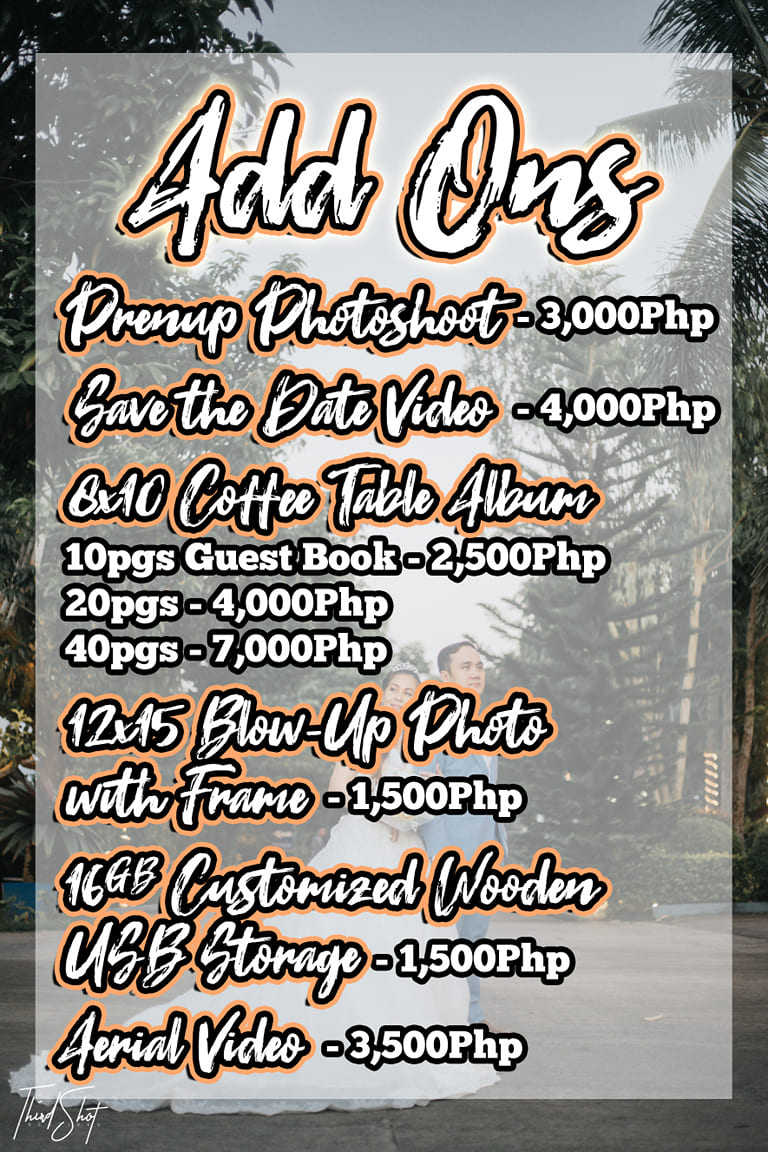 Add Ons
Prenup Photoshoot - 3,000Php
Save the Date Video - 4,000Php
8x10 Coffee Table Album
10pgs Guest Book - 2,500Php
20pgs - 4,000Php
40pgs - 7,000Php
12x15 Blow-Up Photo
with Frame - 1,500Php
16GB Customized Wooden
USB Storage - 1,500Php
Aerial Video - 3,500Php
Third Shot